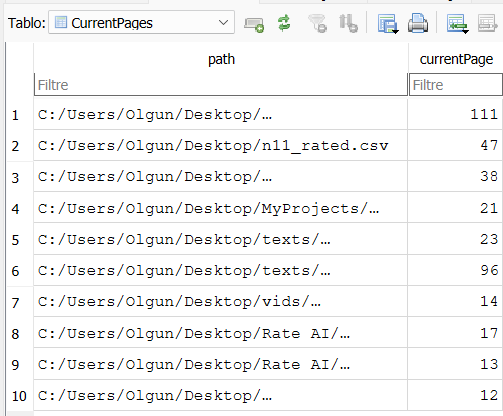 Tablo: CurrentPages
path currentPage
Filtre Filtre
1 C:/Users/Olgun/Desktop/… 111
2 C:/Users/Olgun/Desktop/n11_rated.csv 47
3 C:/Users/Olgun/Desktop/… 38
4 C:/Users/Olgun/Desktop/MyProjects/… 21
5 C:/Users/Olgun/Desktop/texts/… 23
6 C:/Users/Olgun/Desktop/texts/… 96
7 C:/Users/Olgun/Desktop/vids/… 14
8 C:/Users/Olgun/Desktop/Rate AI/… 17
9 C:/Users/Olgun/Desktop/Rate AI/… 13
10 C:/Users/Olgun/Desktop/… 12